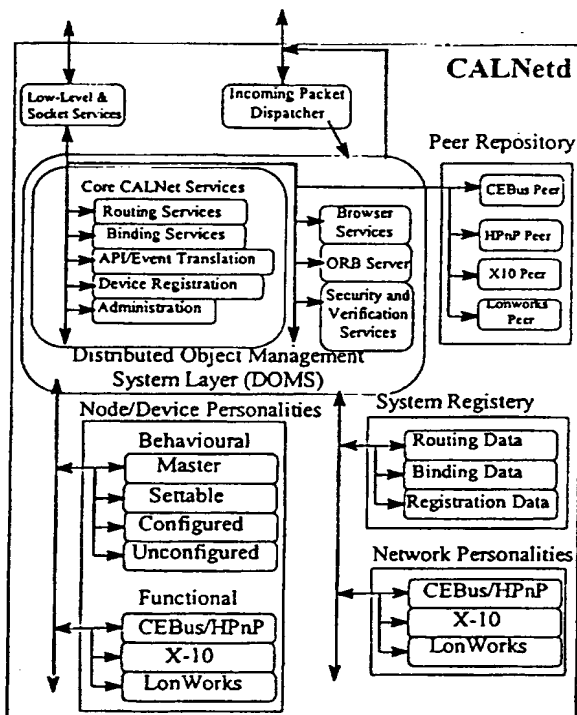 CALNetd
Low-Level &
Socket Services
Incoming Packet
Dispatcher
Peer Repository
CEBus Peer
HPnP Peer
X10 Peer
Lonworks
Peer
Core CALNet Services
Routing Services
Binding Services
API/Event Translation
Device Registration
Administration
Browser
Services
ORB Server
Security and
Verification
Services
Distributed Object Management
System Layer (DOMS)
Node/Device Personalities
Behavioural
Master
Settable
Configured
Unconfigured
Functional
CEBus/HPnP
X-10
LonWorks
System Registery
Routing Data
Binding Data
Registration Data
Network Personalities
CEBus/HPnP
X-10
LonWorks